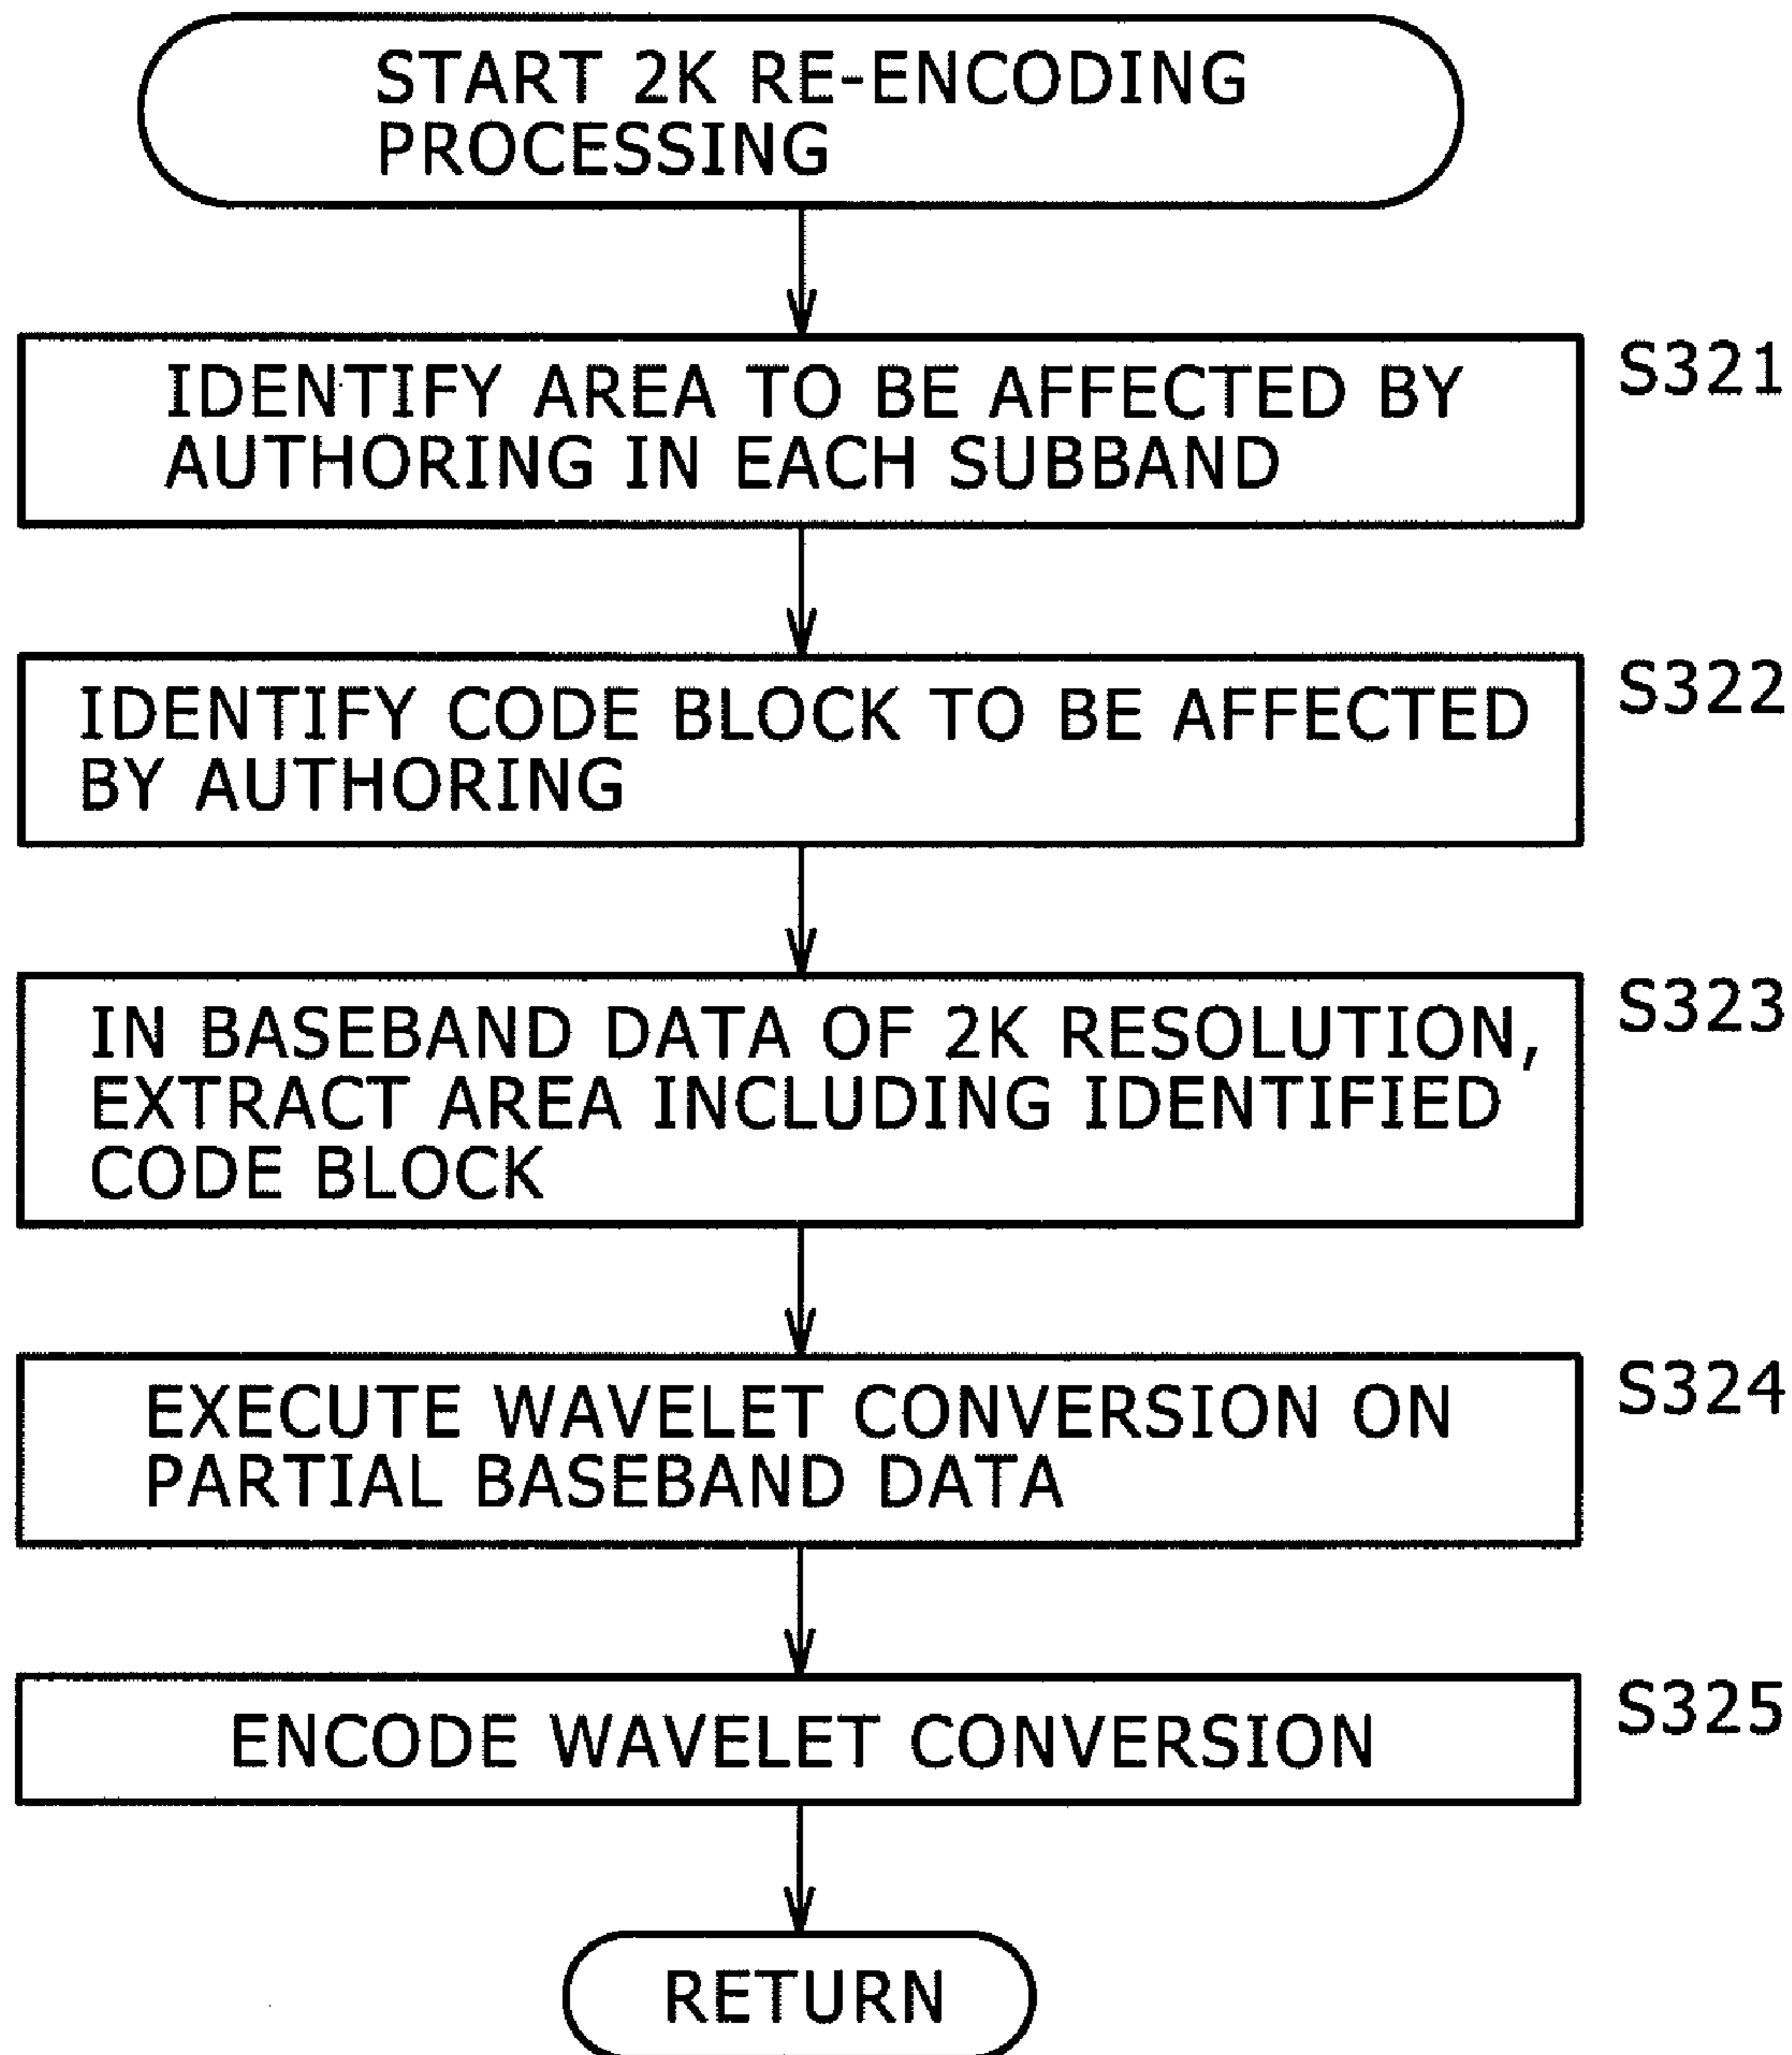 START 2K RE-ENCODING
PROCESSING
IDENTIFY AREA TO BE AFFECTED BY
AUTHORING IN EACH SUBBAND
S321
IDENTIFY CODE BLOCK TO BE AFFECTED
BY AUTHORING
S322
IN BASEBAND DATA OF 2K RESOLUTION,
EXTRACT AREA INCLUDING IDENTIFIED
CODE BLOCK
S323
EXECUTE WAVELET CONVERSION ON
PARTIAL BASEBAND DATA
S324
ENCODE WAVELET CONVERSION
S325
RETURN